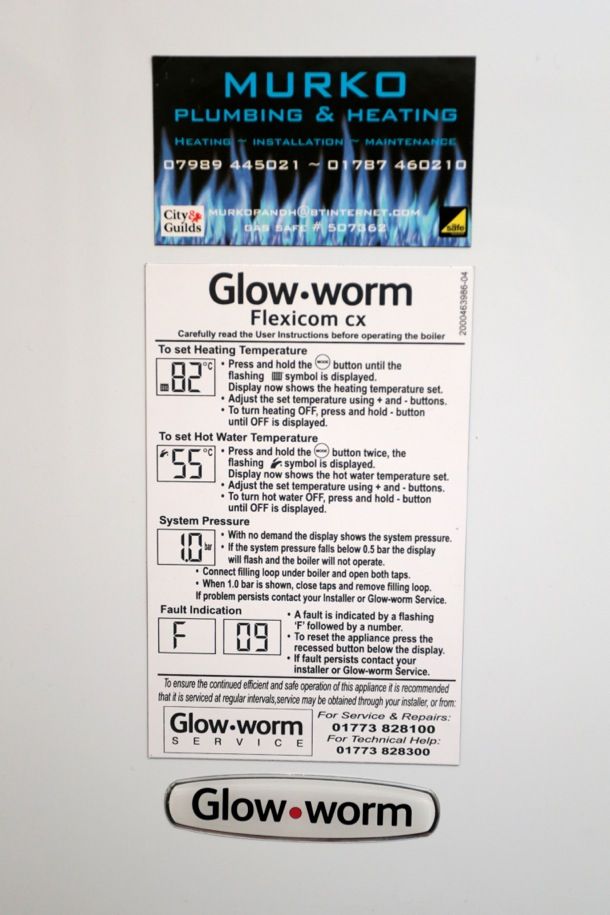 MURKO
PLUMBING & HEATING
HEATING ~ INSTALLATION ~ MAINTENANCE
07989 445021 ~ 01787 460210
City&
Guilds
MURKOPANDH@BTINTERNET.COM
GAS SAFE # 507362
safe
Glow•worm
Flexicom cx
Carefully read the User Instructions before operating the boiler
2000463986-04
To set Heating Temperature
82°C
• Press and hold the MODE button until the
flashing symbol is displayed.
Display now shows the heating temperature set.
• Adjust the set temperature using + and - buttons.
• To turn heating OFF, press and hold - button
until OFF is displayed.
To set Hot Water Temperature
55°C
• Press and hold the MODE button twice, the
flashing symbol is displayed.
Display now shows the hot water temperature set.
• Adjust the set temperature using + and - buttons.
• To turn hot water OFF, press and hold - button
until OFF is displayed.
System Pressure
1.0 bar
• With no demand the display shows the system pressure.
• If the system pressure falls below 0.5 bar the display
will flash and the boiler will not operate.
• Connect filling loop under boiler and open both taps.
• When 1.0 bar is shown, close taps and remove filling loop.
If problem persists contact your Installer or Glow-worm Service.
Fault Indication
F 09
• A fault is indicated by a flashing
'F' followed by a number.
• To reset the appliance press the
recessed button below the display.
• If fault persists contact your
installer or Glow-worm Service.
To ensure the continued efficient and safe operation of this appliance it is recommended
that it is serviced at regular intervals,service may be obtained through your installer, or from:
Glow•worm
SERVICE
For Service & Repairs:
01773 828100
For Technical Help:
01773 828300
Glow•worm